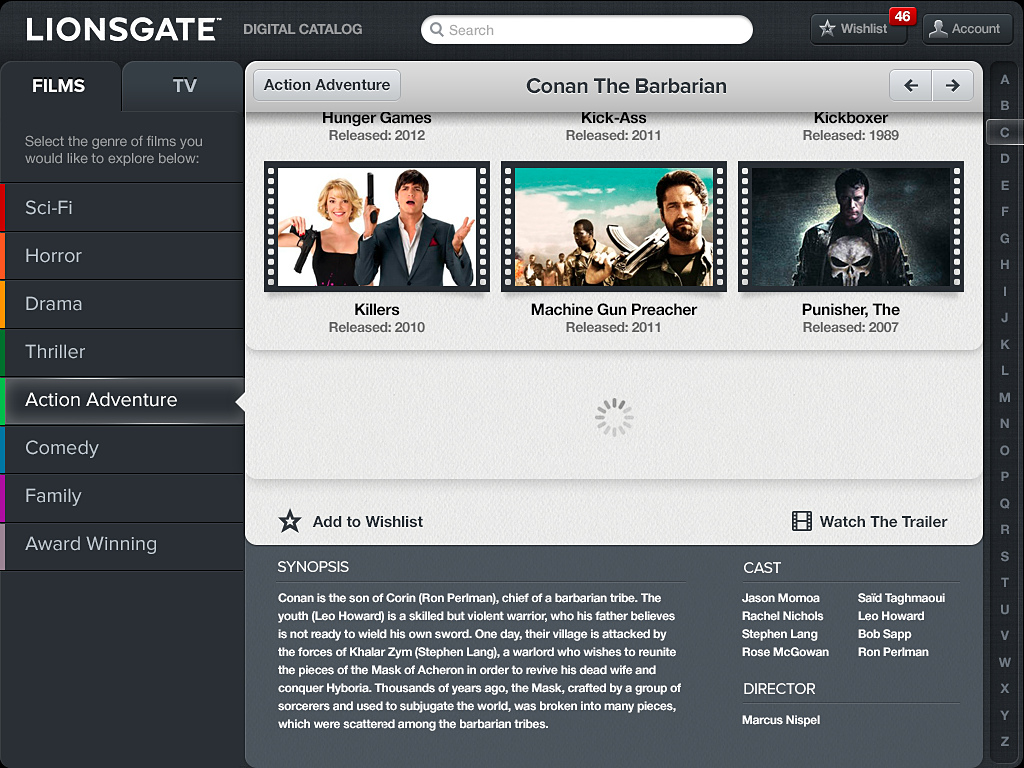 LIONSGATE™ DIGITAL CATALOG
Search
Wishlist
46
Account
FILMS
TV
Select the genre of films you
would like to explore below:
Sci-Fi
Horror
Drama
Thriller
Action Adventure
Comedy
Family
Award Winning
Action Adventure
Conan The Barbarian
Hunger Games
Released: 2012
Kick-Ass
Released: 2011
Kickboxer
Released: 1989
Killers
Released: 2010
Machine Gun Preacher
Released: 2011
Punisher, The
Released: 2007
Add to Wishlist
Watch The Trailer
SYNOPSIS
Conan is the son of Corin (Ron Perlman), chief of a barbarian tribe. The
youth (Leo Howard) is a skilled but violent warrior, who his father believes
is not ready to wield his own sword. One day, their village is attacked by
the forces of Khalar Zym (Stephen Lang), a warlord who wishes to reunite
the pieces of the Mask of Acheron in order to revive his dead wife and
conquer Hyboria. Thousands of years ago, the Mask, crafted by a group of
sorcerers and used to subjugate the world, was broken into many pieces,
which were scattered among the barbarian tribes.
CAST
Jason Momoa
Rachel Nichols
Stephen Lang
Rose McGowan
Saïd Taghmaoui
Leo Howard
Bob Sapp
Ron Perlman
DIRECTOR
Marcus Nispel
A
B
C
D
E
F
G
H
I
J
K
L
M
N
O
P
Q
R
S
T
U
V
W
X
Y
Z